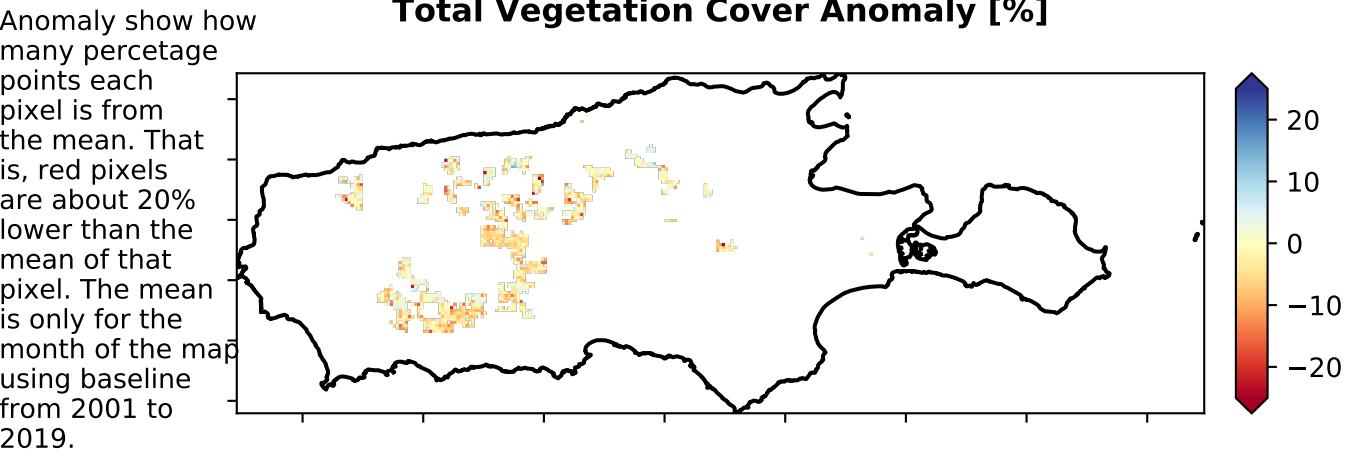 Total Vegetation Cover Anomaly [%]
Anomaly show how
many percetage
points each
pixel is from
the mean. That
is, red pixels
are about 20%
lower than the
mean of that
pixel. The mean
is only for the
month of the map
using baseline
from 2001 to
2019.
20
10
0
−10
−20